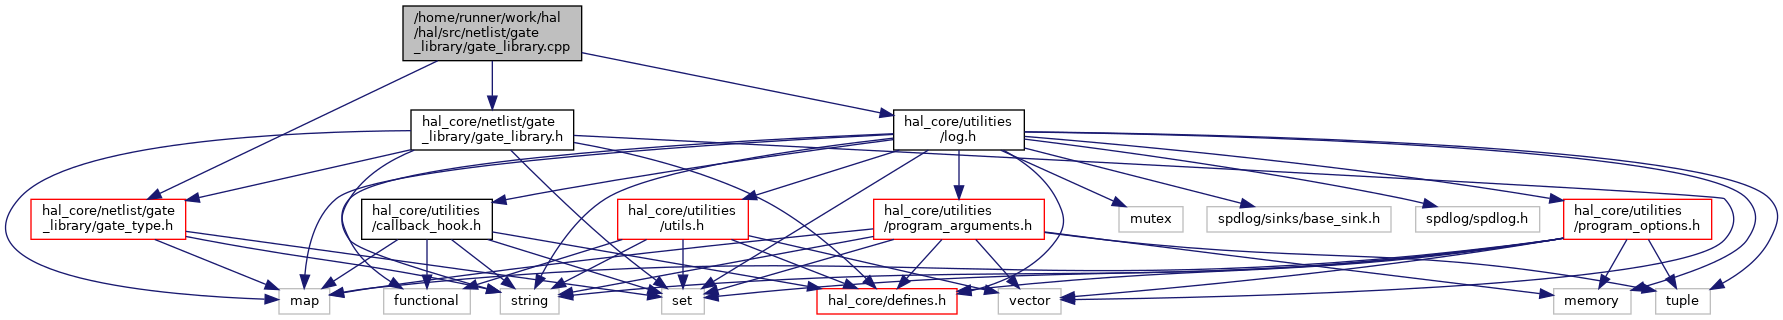 /home/runner/work/hal
/hal/src/netlist/gate
_library/gate_library.cpp
hal_core/netlist/gate
_library/gate_library.h
hal_core/utilities
/log.h
hal_core/netlist/gate
_library/gate_type.h
hal_core/utilities
/callback_hook.h
hal_core/utilities
/utils.h
hal_core/utilities
/program_arguments.h
mutex
spdlog/sinks/base_sink.h
spdlog/spdlog.h
hal_core/utilities
/program_options.h
map
functional
string
set
hal_core/defines.h
vector
memory
tuple